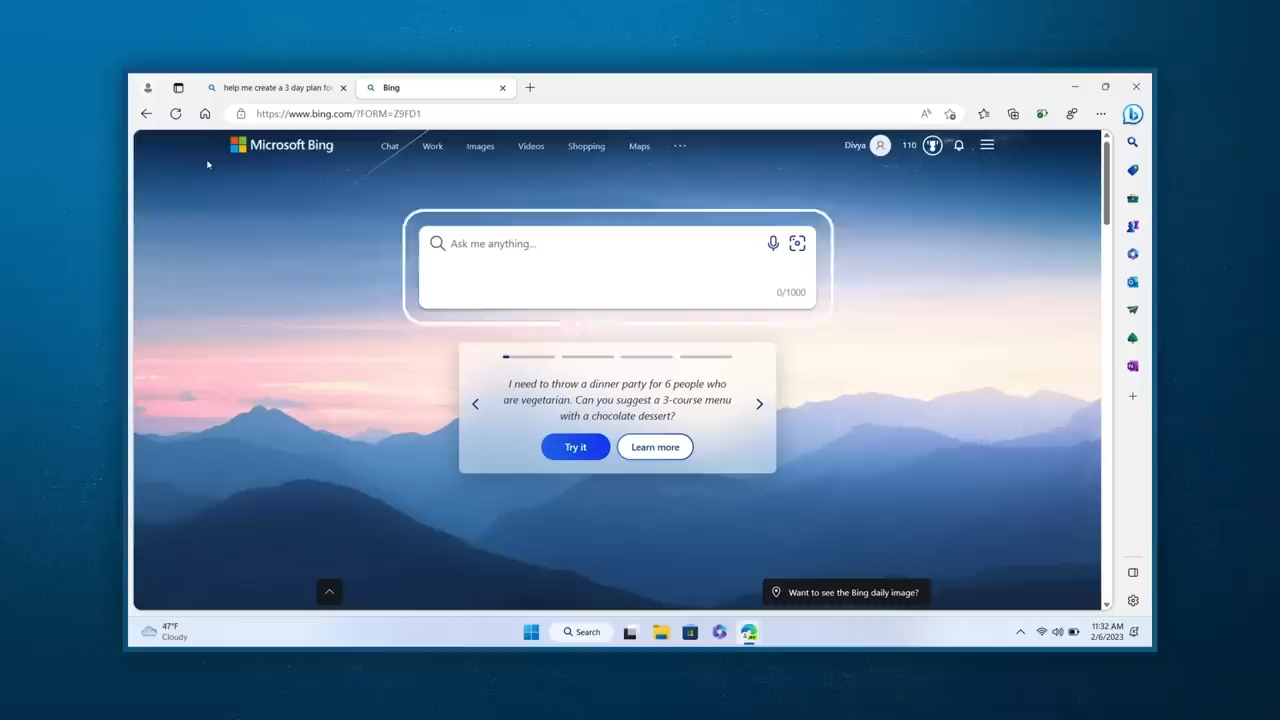 help me create a 3 day plan fo
Bing
https://www.bing.com/?FORM=Z9FD1
Microsoft Bing
Chat
Work
Images
Videos
Shopping
Maps
Divya
110
Ask me anything...
0/1000
I need to throw a dinner party for 6 people who
are vegetarian. Can you suggest a 3-course menu
with a chocolate dessert?
Try it
Learn more
Want to see the Bing daily image?
47°F
Cloudy
Search
11:32 AM
2/6/2023